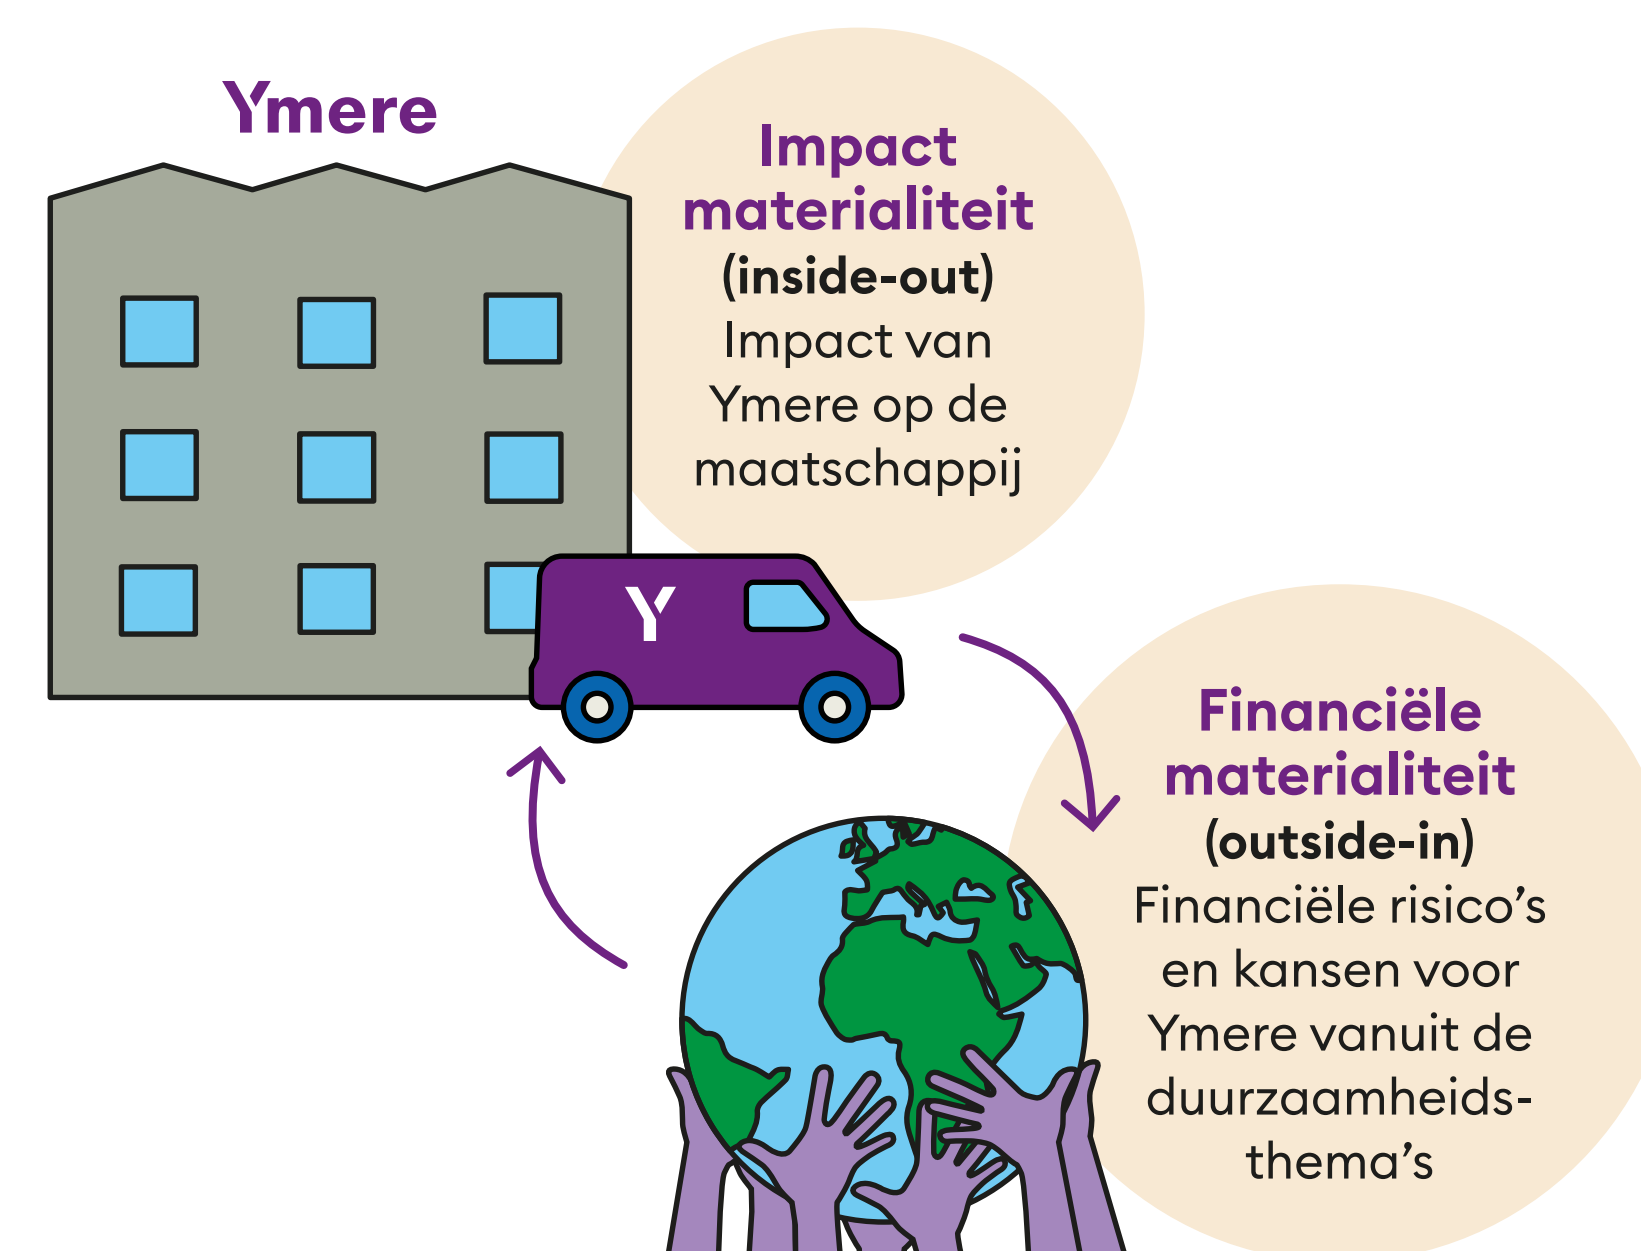 Ymere
Impact
materialiteit
(inside-out)
Impact van
Ymere op de
maatschappij
Y
Financiële
materialiteit
(outside-in)
Financiële risico’s
en kansen voor
Ymere vanuit de
duurzaamheids-
thema’s